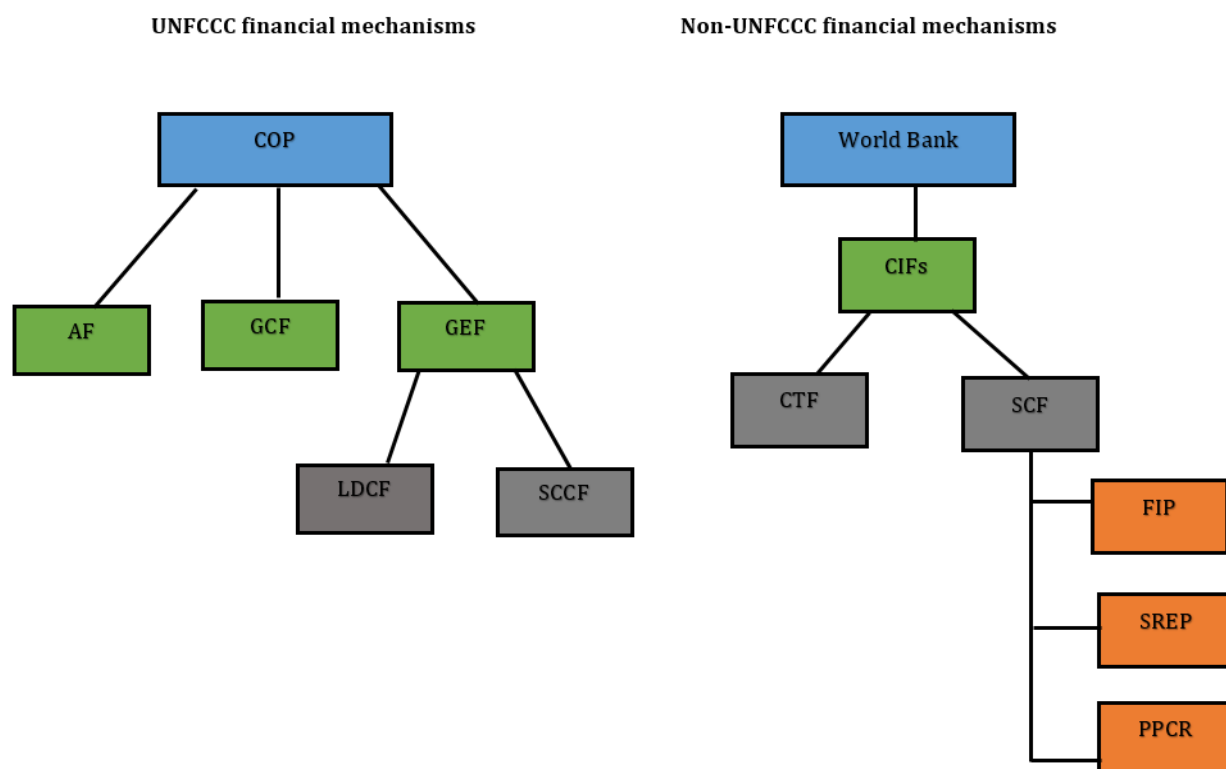 UNFCCC financial mechanisms
Non-UNFCCC financial mechanisms
COP
World Bank
CIFs
AF
GCF
GEF
CTF
SCF
LDCF
SCCF
FIP
SREP
PPCR